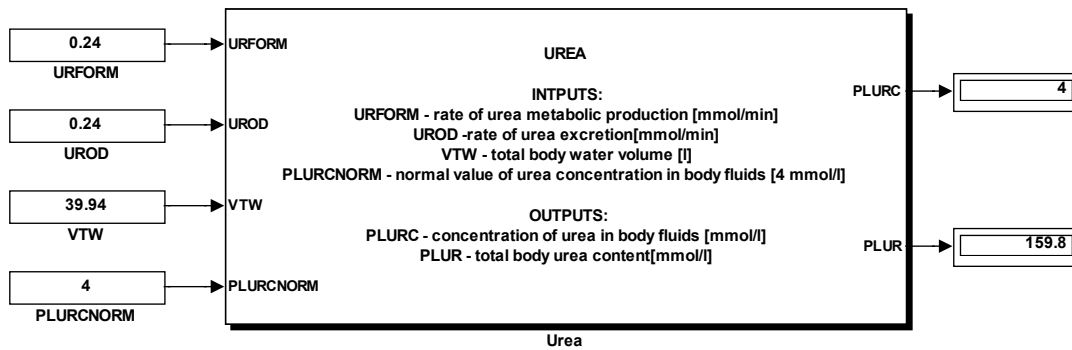 0.24
URFORM
0.24
UROD
39.94
VTW
4
PLURCNORM
URFORM
UROD
VTW
PLURCNORM
UREA
INTPUTS:
URFORM - rate of urea metabolic production [mmol/min]
UROD -rate of urea excretion[mmol/min]
VTW - total body water volume [l]
PLURCNORM - normal value of urea concentration in body fluids [4 mmol/l]
OUTPUTS:
PLURC - concentration of urea in body fluids [mmol/l]
PLUR - total body urea content[mmol/l]
PLURC
PLUR
Urea
4
159.8